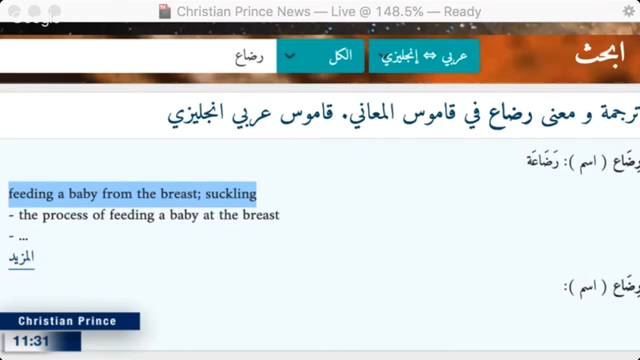 Christian Prince News — Live @ 148.5% — Ready
ابحث
عربي ⇔ إنجليزي
الكل
رضاع
ترجمة و معنى رضاع في قاموس المعاني. قاموس عربي انجليزي
رِضَاع ( اسم ): رَضَاعَة
feeding a baby from the breast; suckling
- the process of feeding a baby at the breast
- ...
المزيد
رِضَاع ( اسم ):
Christian Prince
11:31